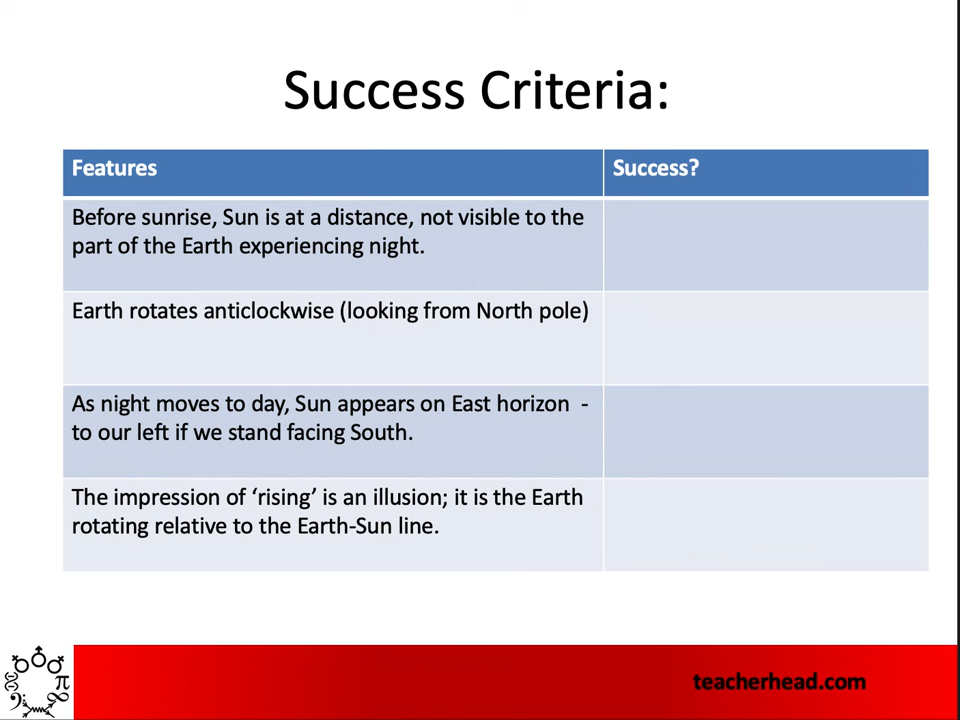 Success Criteria:
Features
Success?
Before sunrise, Sun is at a distance, not visible to the
part of the Earth experiencing night.
Earth rotates anticlockwise (looking from North pole)
As night moves to day, Sun appears on East horizon  -
to our left if we stand facing South.
The impression of ‘rising’ is an illusion; it is the Earth
rotating relative to the Earth-Sun line.
teacherhead.com